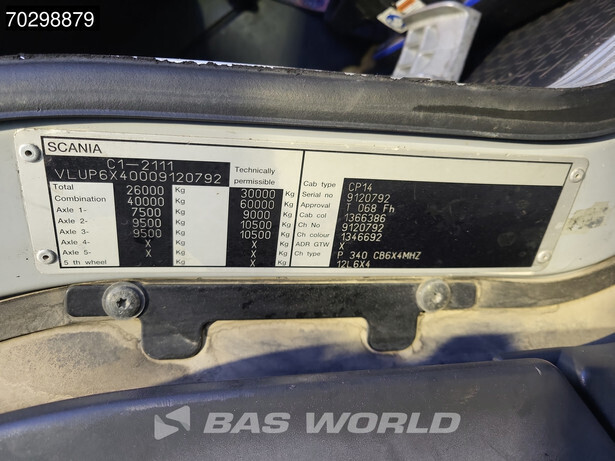 70298879
SCANIA
C1-2111
VLUP6X40009120792
Technically permissible
Total 26000 Kg 30000 Kg
Combination 40000 Kg 60000 Kg
Axle 1- 7500 Kg 9000 Kg
Axle 2- 9500 Kg 10500 Kg
Axle 3- 9500 Kg 10500 Kg
Axle 4- X Kg X Kg
Axle 5- X Kg X Kg
5 th wheel X Kg X Kg
Cab type CP14
Serial no 9120792
Approval T 068 Fh
Cab col 1366386
Ch No 9120792
Ch colour 1346692
ADR GTW X
Ch type P 340 CB6X4MHZ
12L6X4
BAS WORLD